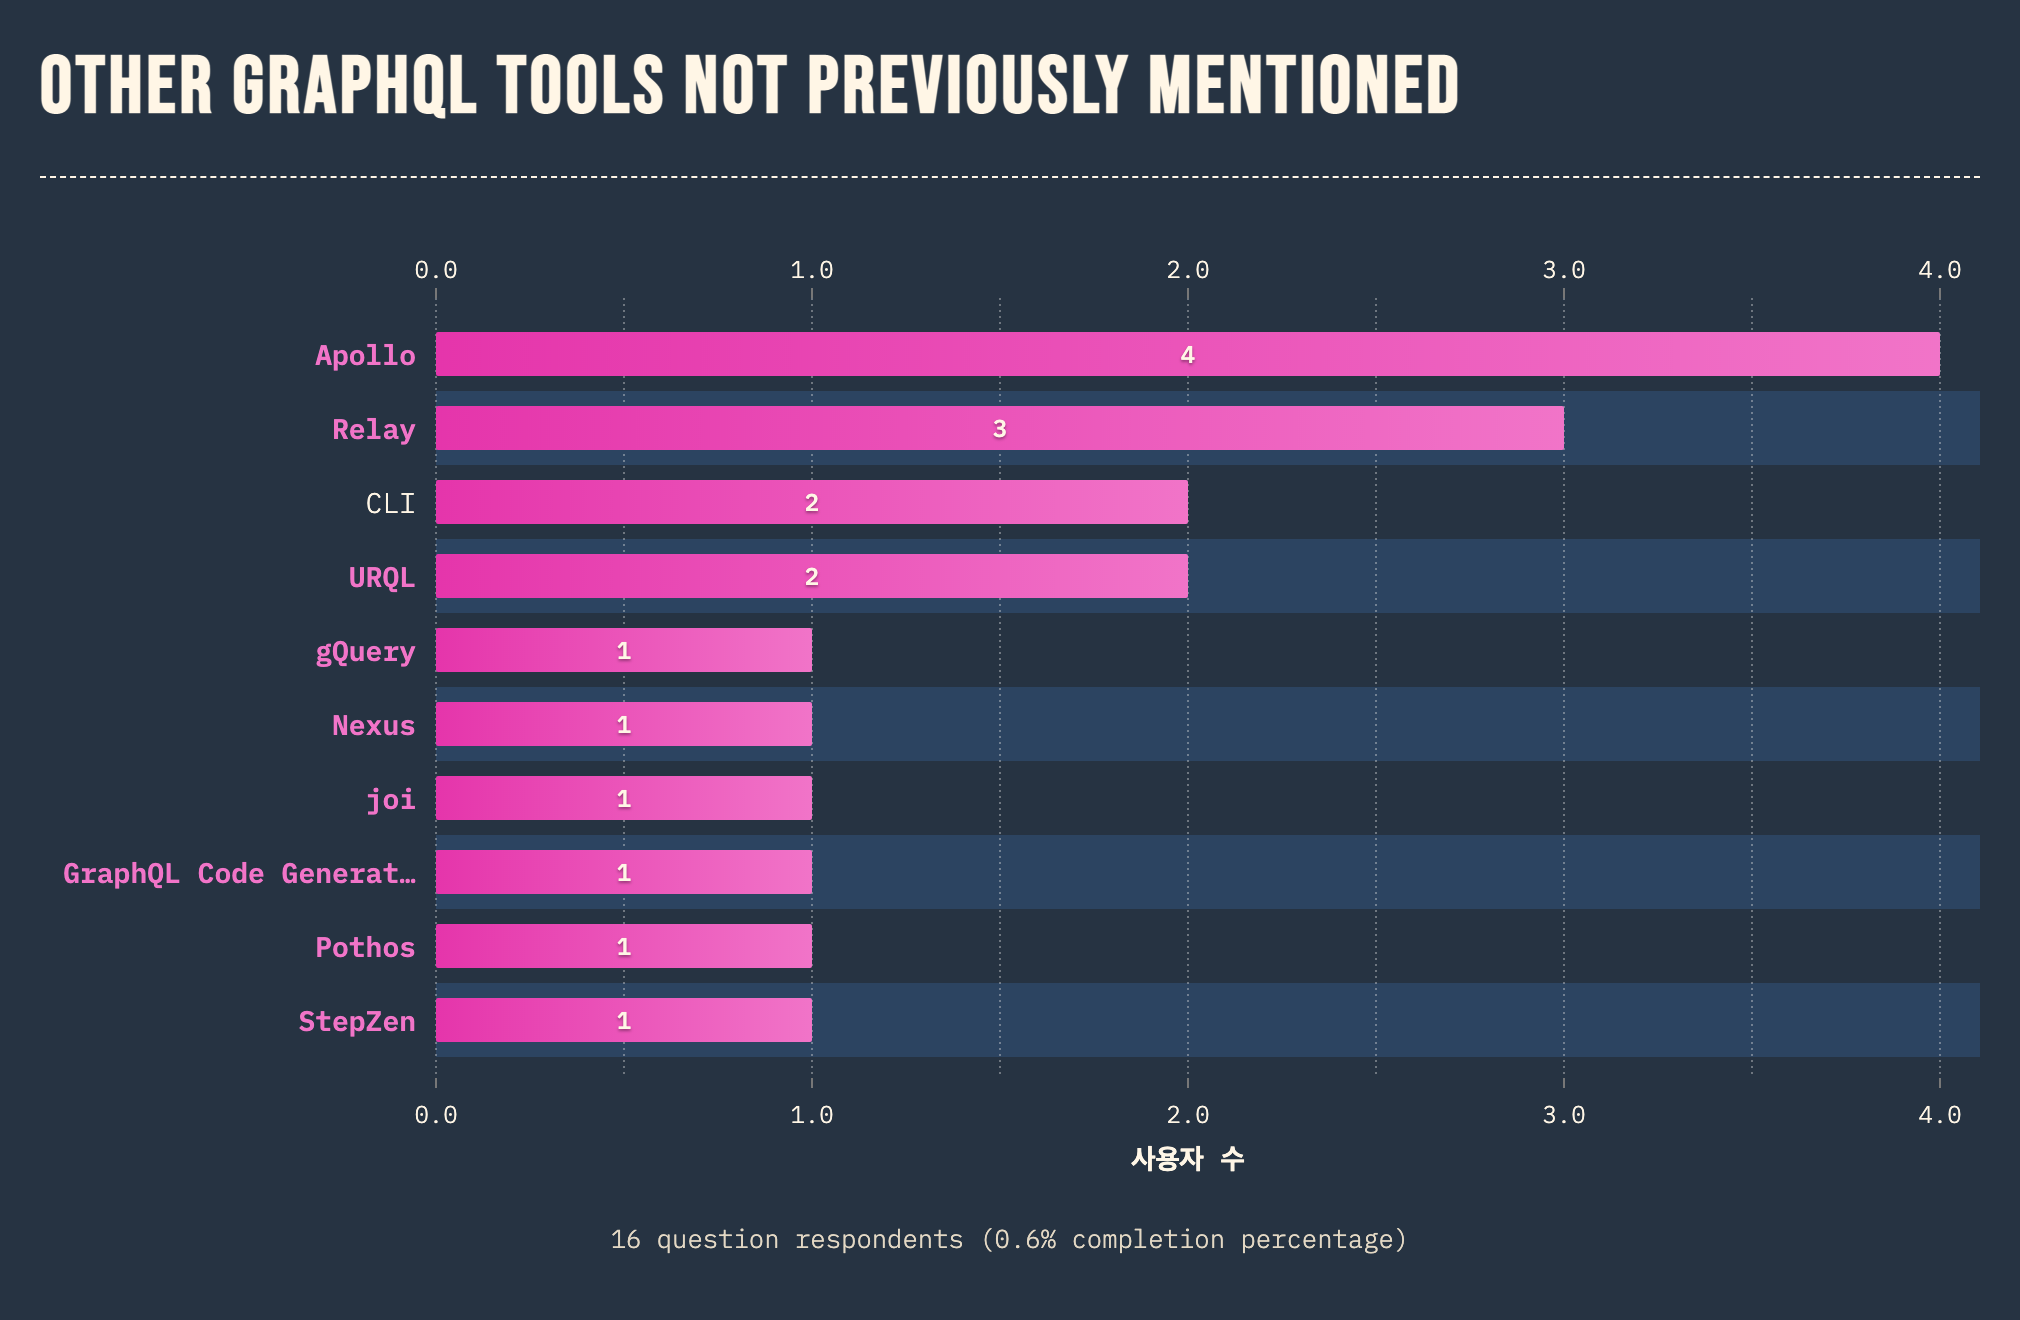 OTHER GRAPHQL TOOLS NOT PREVIOUSLY MENTIONED
0.0 1.0 2.0 3.0 4.0
Apollo 4
Relay 3
CLI 2
URQL 2
gQuery 1
Nexus 1
joi 1
GraphQL Code Generat… 1
Pothos 1
StepZen 1
0.0 1.0 2.0 3.0 4.0
사용자 수
16 question respondents (0.6% completion percentage)